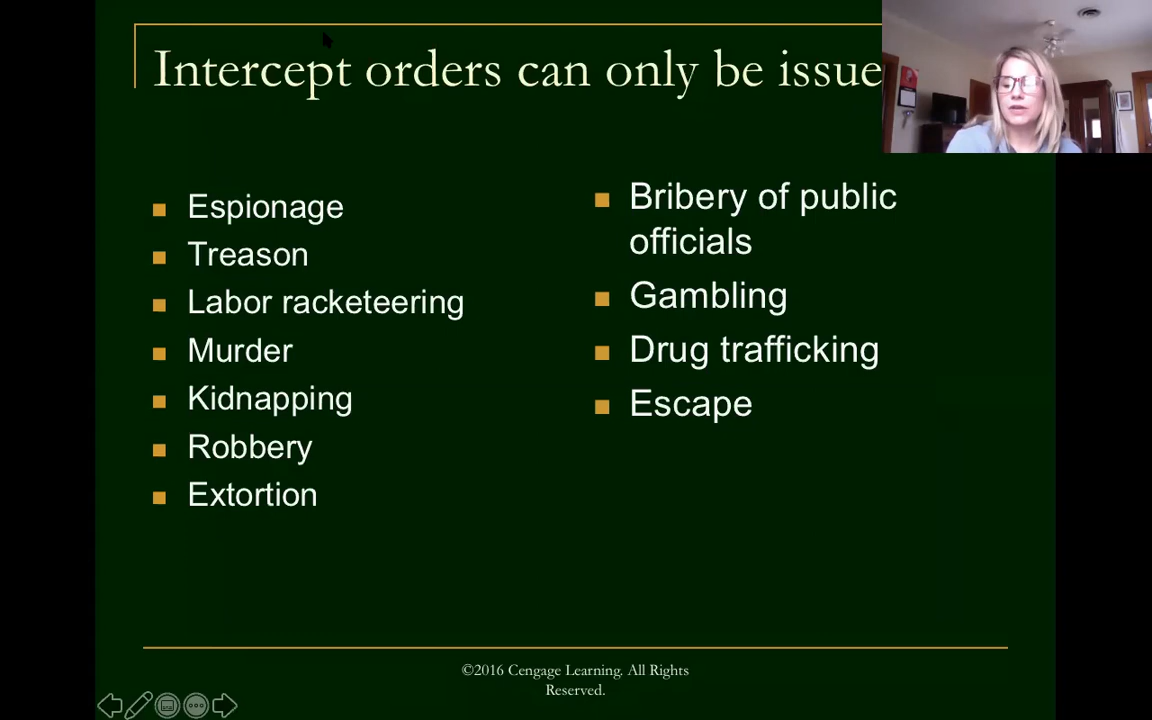 Intercept orders can only be issue
Espionage
Treason
Labor racketeering
Murder
Kidnapping
Robbery
Extortion
Bribery of public
officials
Gambling
Drug trafficking
Escape
©2016 Cengage Learning. All Rights
Reserved.